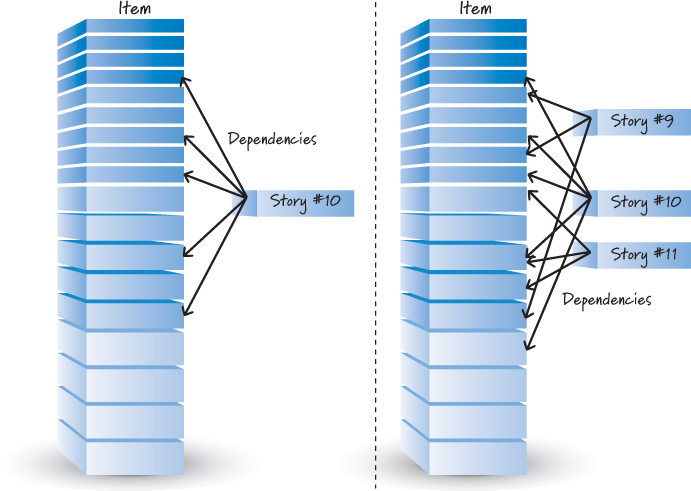 Item
Dependencies
Story #10
Item
Story #9
Story #10
Story #11
Dependencies